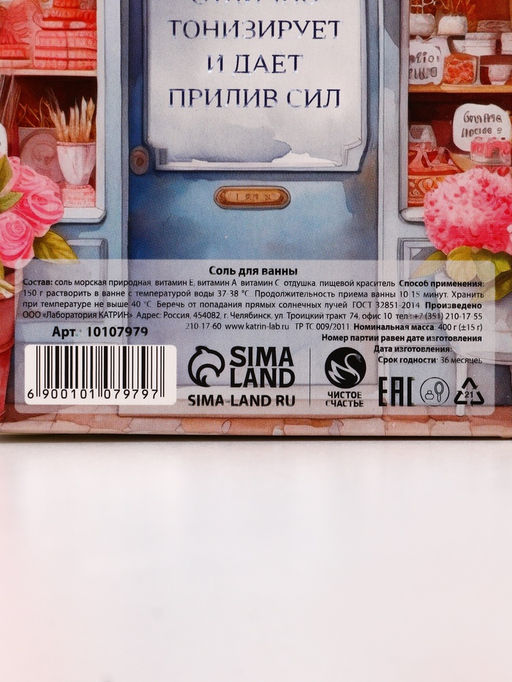 ТОНИЗИРУЕТ
И ДАЕТ
ПРИЛИВ СИЛ
Соль для ванны
Состав: соль морская природная, витамин Е, витамин А, витамин С, отдушка, пищевой краситель Способ применения:
150 г растворить в ванне с температурой воды 37-38 °С. Продолжительность приема ванны 10-15 минут. Хранить
при температуре не выше 40 °С. Беречь от попадания прямых солнечных лучей. ГОСТ 32851-2014 Произведено
ООО «Лаборатория КАТРИН» Адрес: Россия, 454082, г. Челябинск, ул. Троицкий тракт 74, офис 10 тел.:+7 (351) 210-17-55
210-17-60 www.katrin-lab.ru ТР ТС 009/2011 Номинальная масса: 400 г (±15 г)
Арт.: 10107979
Номер партии равен дате изготовления
Дата изготовления:
Срок годности: 36 месяцев
6 900101 079797
SIMA
LAND
SIMA-LAND.RU
ЧИСТОЕ
СЧАСТЬЕ
EAC
21